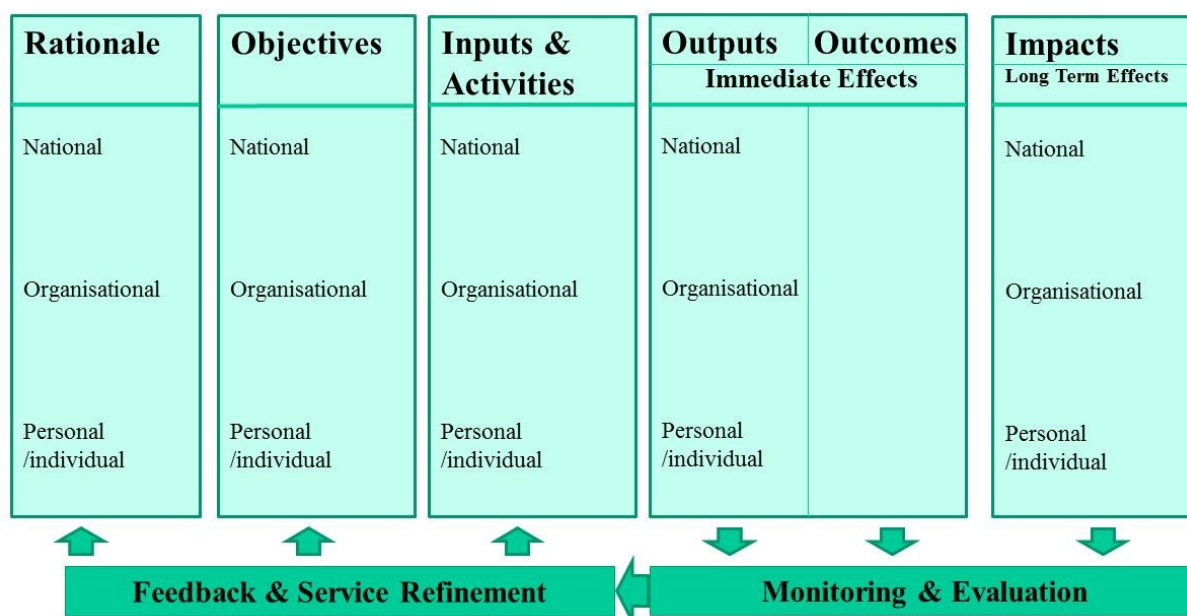 Rationale
Objectives
Inputs &
Activities
Outputs
Outcomes
Immediate Effects
Impacts
Long Term Effects
National
National
National
National
National
Organisational
Organisational
Organisational
Organisational
Organisational
Personal
/individual
Personal
/individual
Personal
/individual
Personal
/individual
Personal
/individual
Feedback & Service Refinement
Monitoring & Evaluation